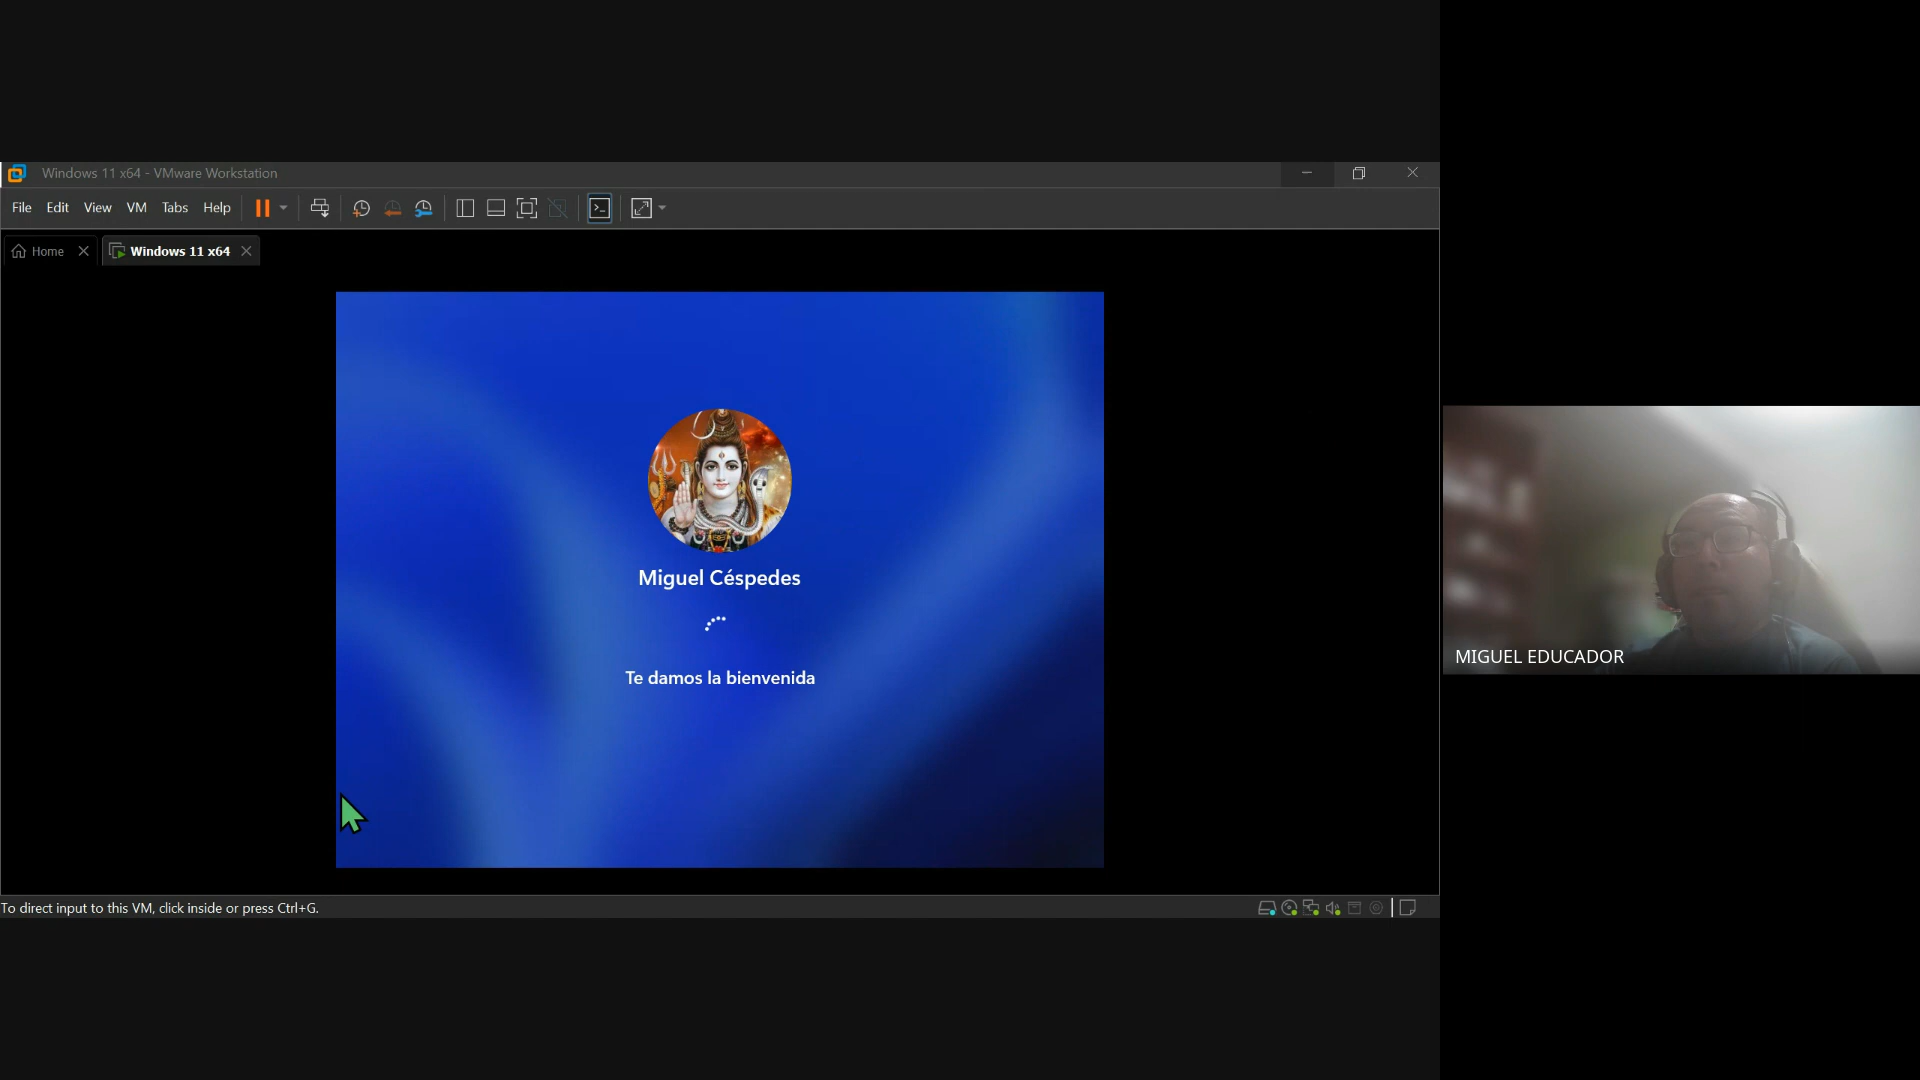 Windows 11 x64 - VMware Workstation
File Edit View VM Tabs Help
Home Windows 11 x64
Miguel Céspedes
Te damos la bienvenida
MIGUEL EDUCADOR
To direct input to this VM, click inside or press Ctrl+G.